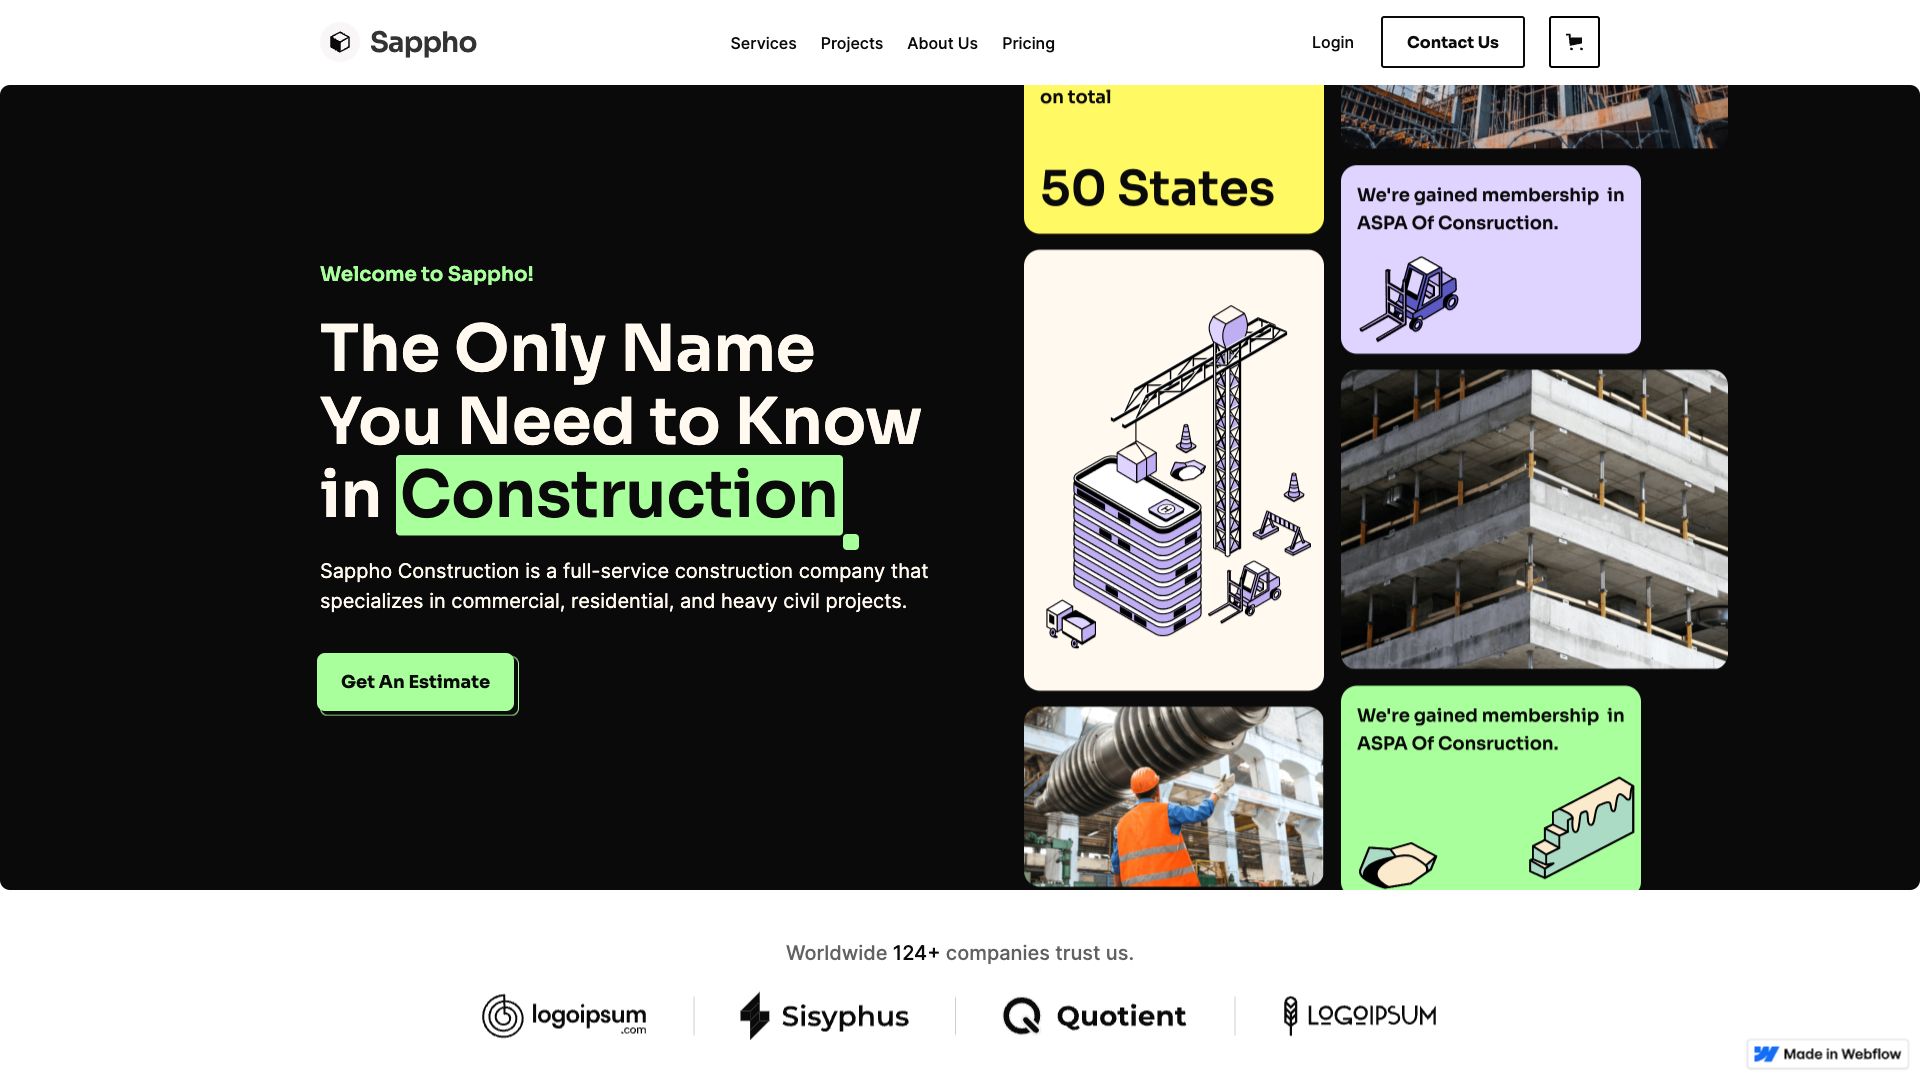 Sappho
Services
Projects
About Us
Pricing
Login
Contact Us
Welcome to Sappho!
The Only Name
You Need to Know
in Construction
Sappho Construction is a full-service construction company that
specializes in commercial, residential, and heavy civil projects.
Get An Estimate
on total
50 States
H
We're gained membership in
ASPA Of Consruction.
We're gained membership in
ASPA Of Consruction.
Worldwide 124+ companies trust us.
logoipsum
.com
Sisyphus
Quotient
LOGOIPSUM
Made in Webflow